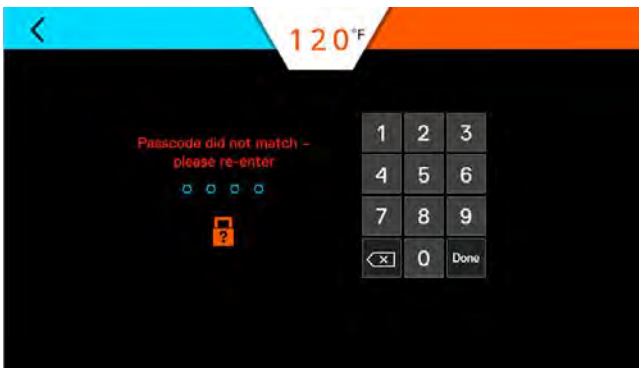 120°F
Passcode did not match –
please re-enter
1 2 3
4 5 6
7 8 9
0 Done
?